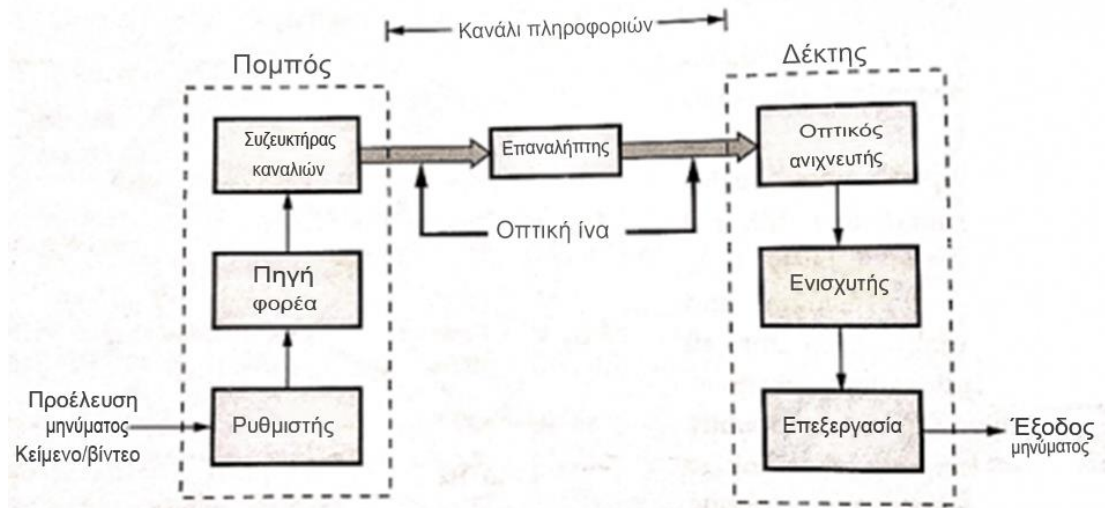 Κανάλι πληροφοριών
Πομπός
Δέκτης
Συζευκτήρας
καναλιών
Επαναλήπτης
Οπτικός
ανιχνευτής
Οπτική ίνα
Πηγή
φορέα
Ενισχυτής
Προέλευση
μηνύματος
Κείμενο/βίντεο
Ρυθμιστής
Επεξεργασία
Έξοδος
μηνύματος